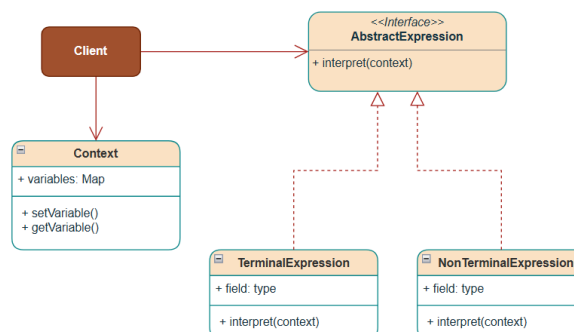 Client
<<Interface>>
AbstractExpression
+ interpret(context)
Context
+ variables: Map
+ setVariable()
+ getVariable()
TerminalExpression
+ field: type
+ interpret(context)
NonTerminalExpression
+ field: type
+ interpret(context)